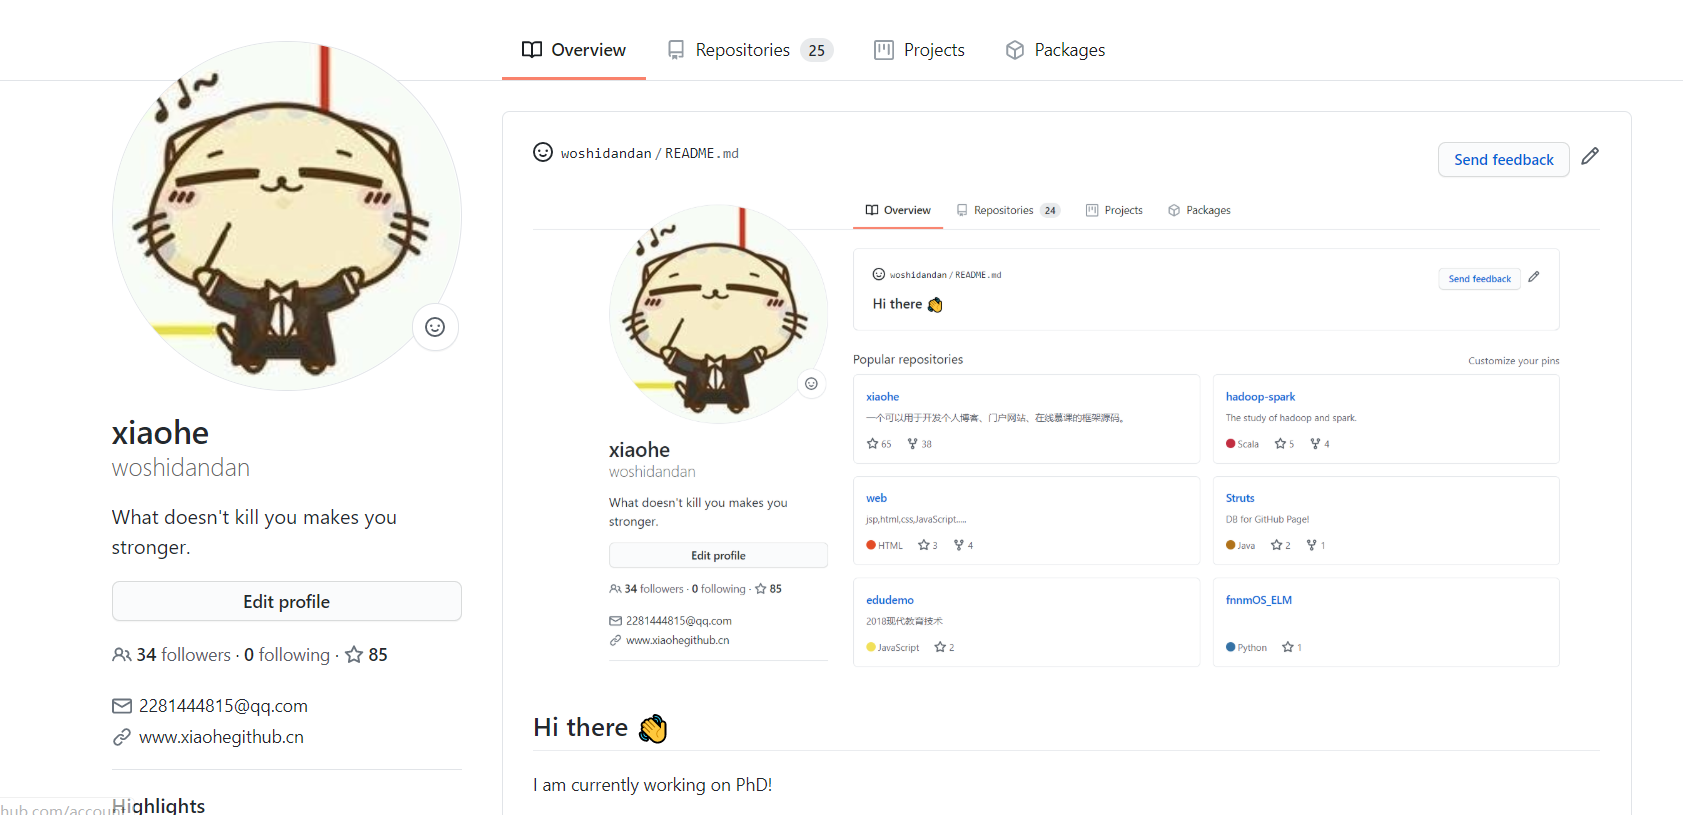 Overview Repositories 25 Projects Packages
woshidandan / README.md
Send feedback
Overview Repositories 24 Projects Packages
woshidandan / README.md
Send feedback
Hi there 👋
Popular repositories
Customize your pins
xiaohe
一个可以用于开发个人博客、门户网站、在线慕课的框架源码。
65 38
hadoop-spark
The study of hadoop and spark.
Scala 5 4
web
jsp,html,css,JavaScript.....
HTML 3 4
Struts
DB for GitHub Page!
Java 2 1
edudemo
2018现代教育技术
JavaScript 2
fnnmOS_ELM
Python 1
xiaohe
woshidandan
What doesn't kill you makes you
stronger.
Edit profile
34 followers · 0 following · 85
2281444815@qq.com
www.xiaohegithub.cn
Hi there 👋
I am currently working on PhD!
xiaohe
woshidandan
What doesn't kill you makes you
stronger.
Edit profile
34 followers · 0 following · 85
2281444815@qq.com
www.xiaohegithub.cn
Highlights
hub.com/account